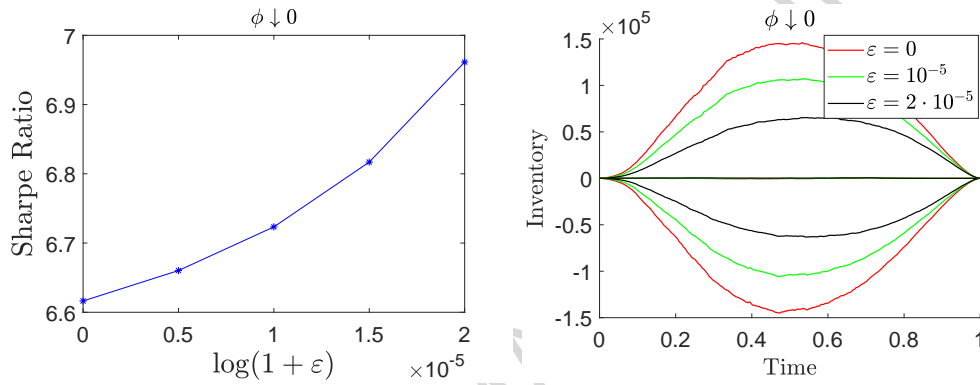 ϕ ↓ 0
7
6.9
6.8
6.7
6.6
Sharpe Ratio
0
0.5
1
1.5
2
×10⁻⁵
log(1 + ε)
ϕ ↓ 0
×10⁵
1.5
1
0.5
0
-0.5
-1
-1.5
Inventory
ε = 0
ε = 10⁻⁵
ε = 2 · 10⁻⁵
0
0.2
0.4
0.6
0.8
1
Time